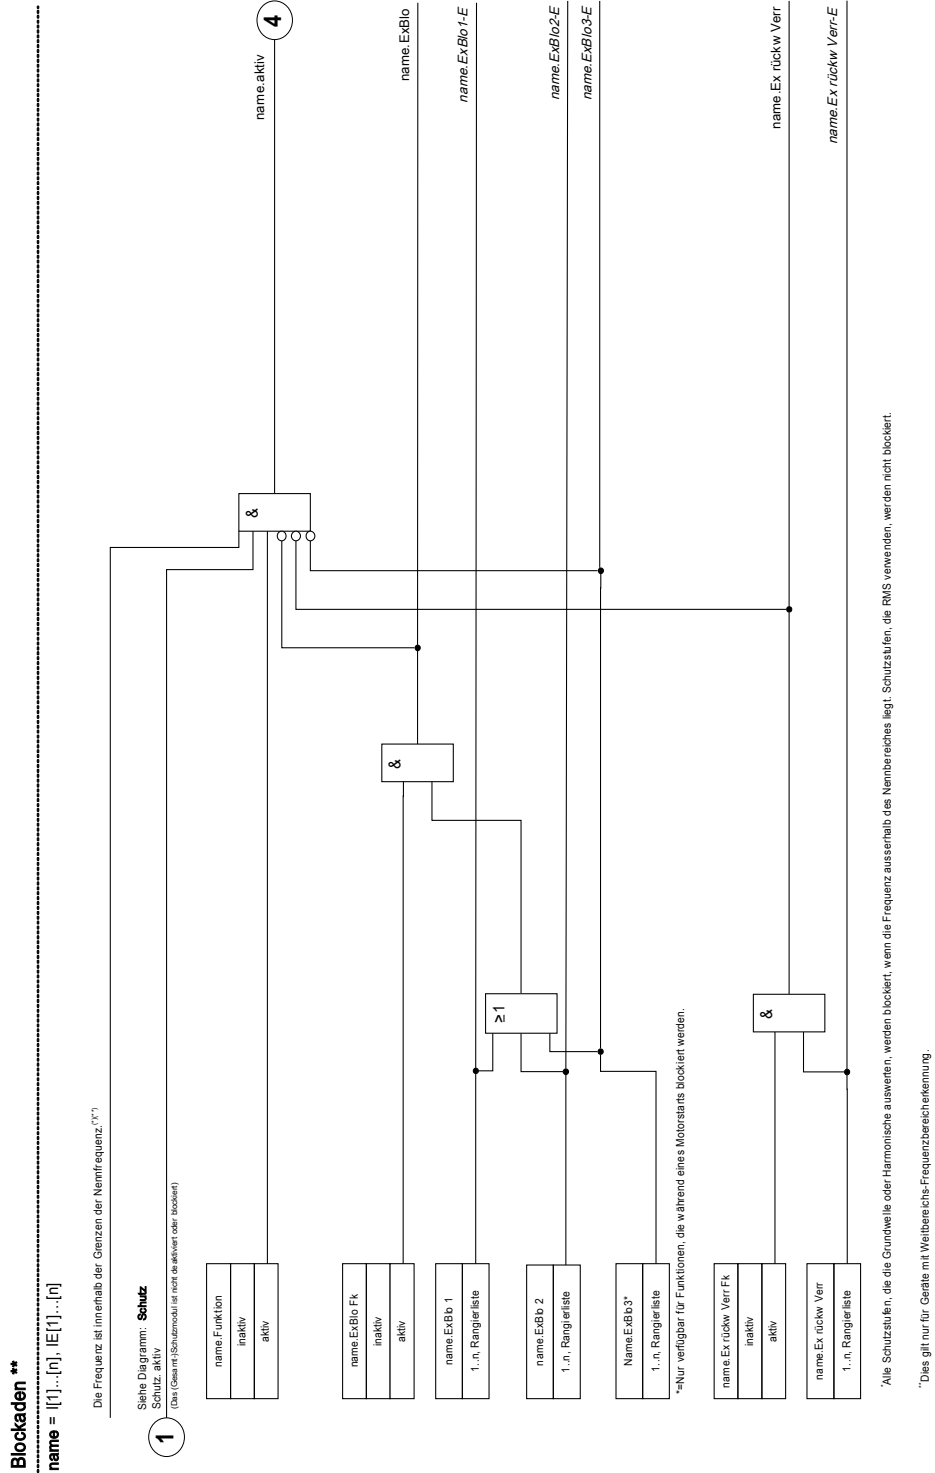 Blockaden **
name = I[1]...[n], IE[1]...[n]
Die Frequenz ist innerhalb der Grenzen der Nennfrequenz.(*)(**)
1
Siehe Diagramm: Schutz
Schutz. aktiv
(Das (Gesamt-)Schutzmodul ist nicht deaktiviert oder blockiert)
name.Funktion
inaktiv
aktiv
&
name.aktiv
4
name.ExBlo Fk
inaktiv
aktiv
&
name.ExBlo
name.ExBlo 1
1..n, Rangierliste
name.ExBlo1-E
≥1
name.ExBlo 2
1..n, Rangierliste
name.ExBlo2-E
Name.ExBlo3*
1..n, Rangierliste
name.ExBlo3-E
*=Nur verfügbar für Funktionen, die während eines Motorstarts blockiert werden.
name.Ex rückw Verr Fk
inaktiv
aktiv
&
name.Ex rückw Verr
name.Ex rückw Verr
1..n, Rangierliste
name.Ex rückw Verr-E
*Alle Schutzstufen, die die Grundwelle oder Harmonische auswerten, werden blockiert, wenn die Frequenz ausserhalb des Nennbereiches liegt. Schutzstufen, die RMS verwenden, werden nicht blockiert.
**Dies gilt nur für Geräte mit Weitbereichs-Frequenzbereicherkennung.